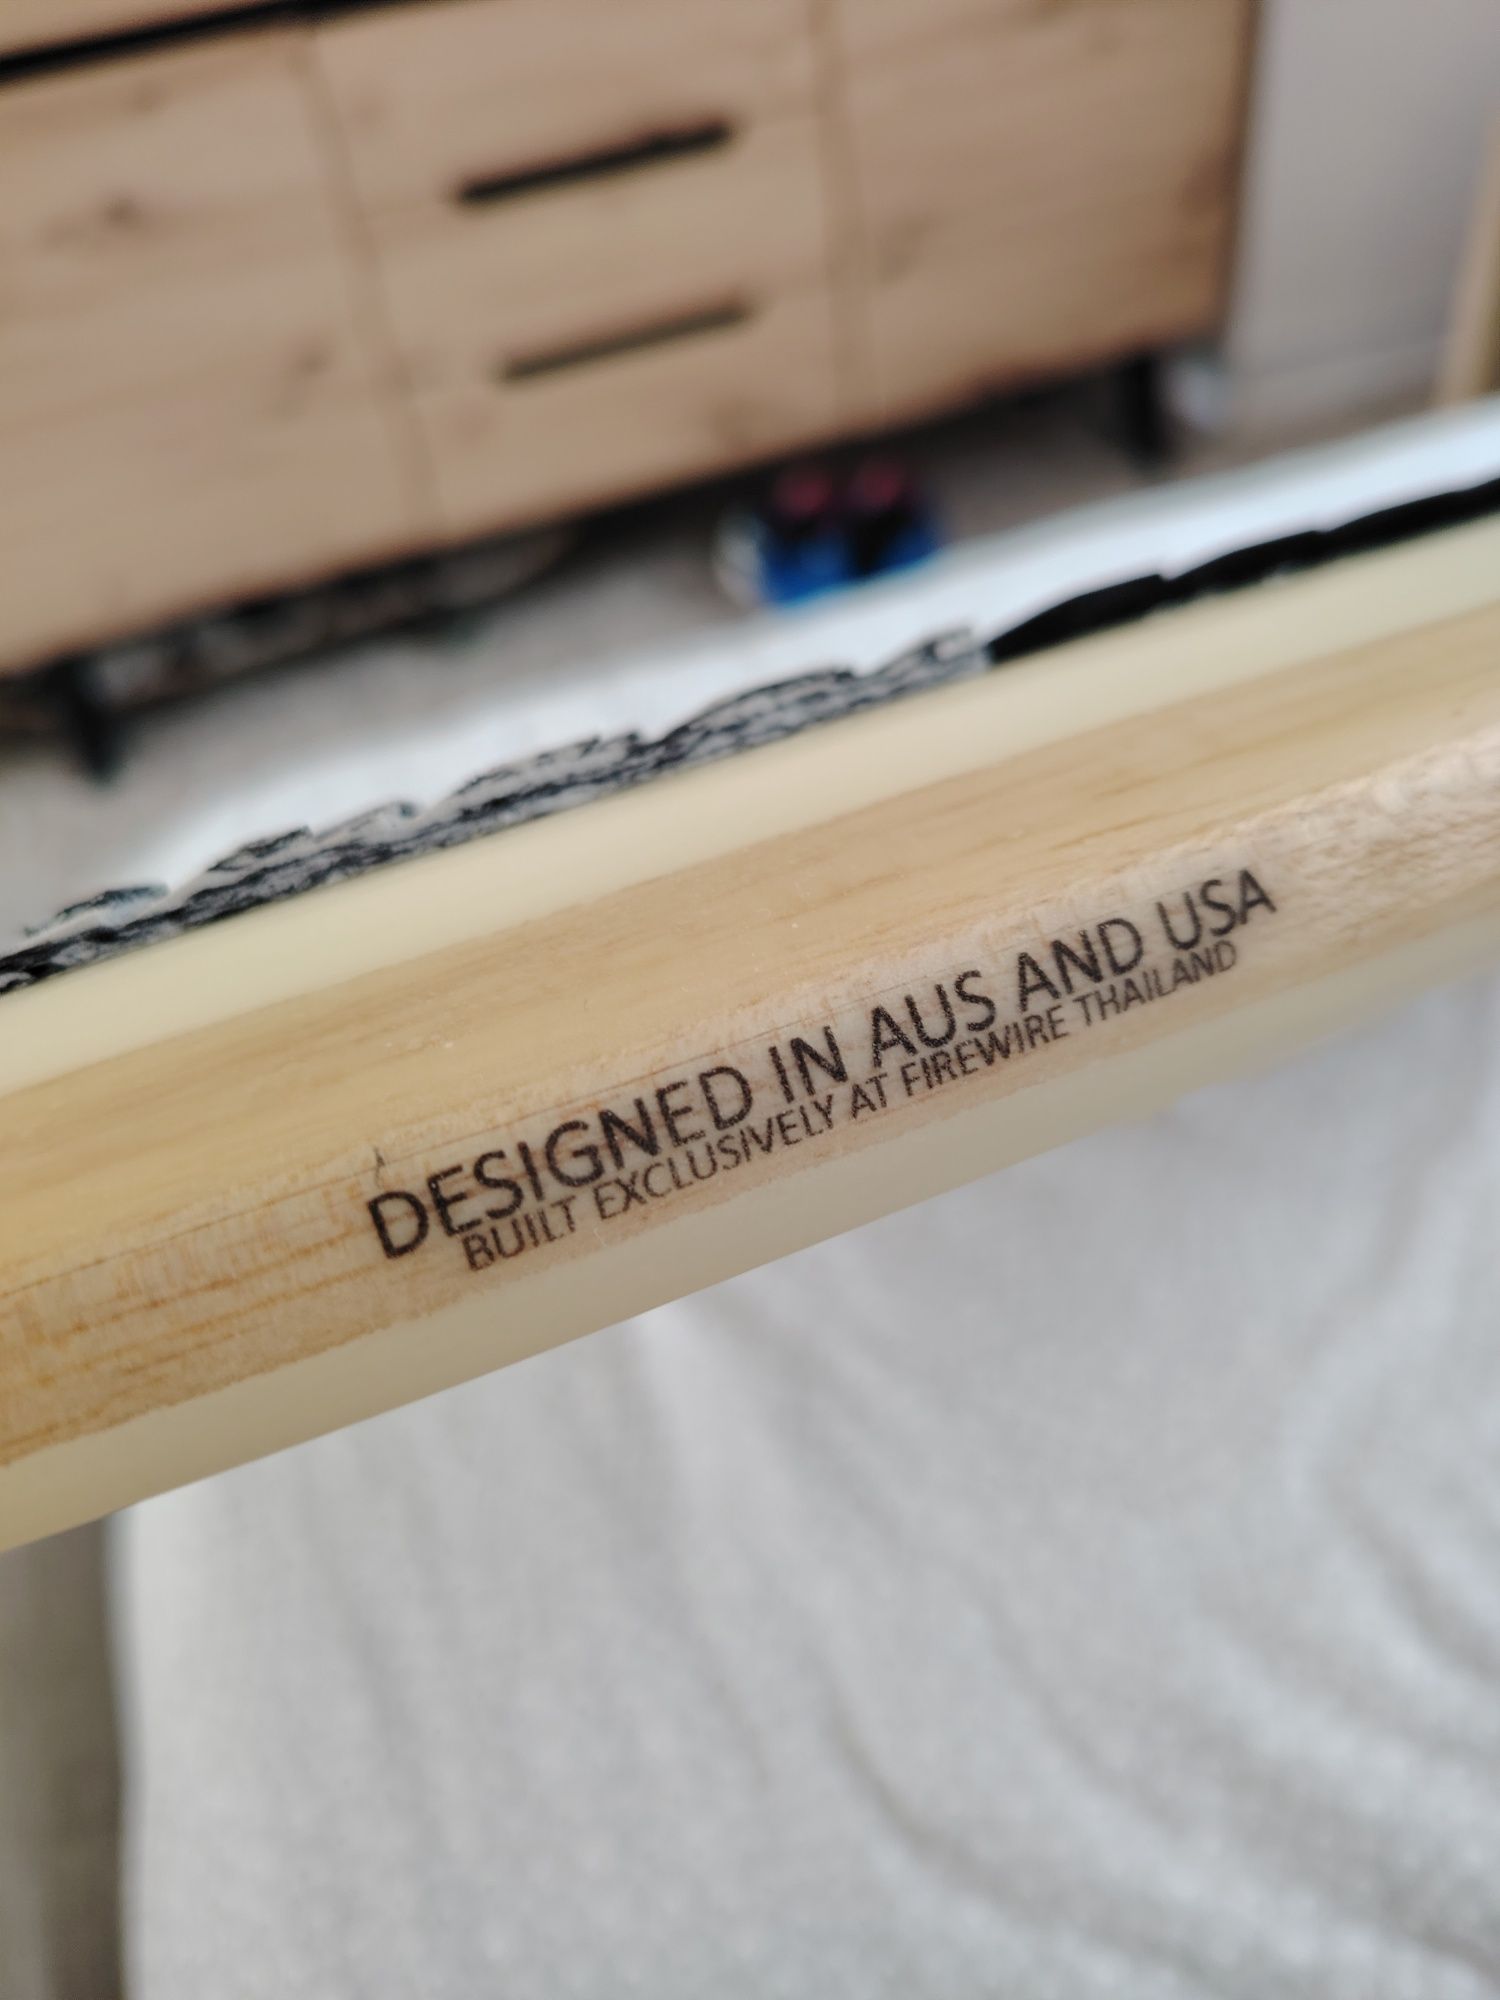 DESIGNED IN AUS AND USA
BUILT EXCLUSIVELY AT FIREWIRE THAILAND